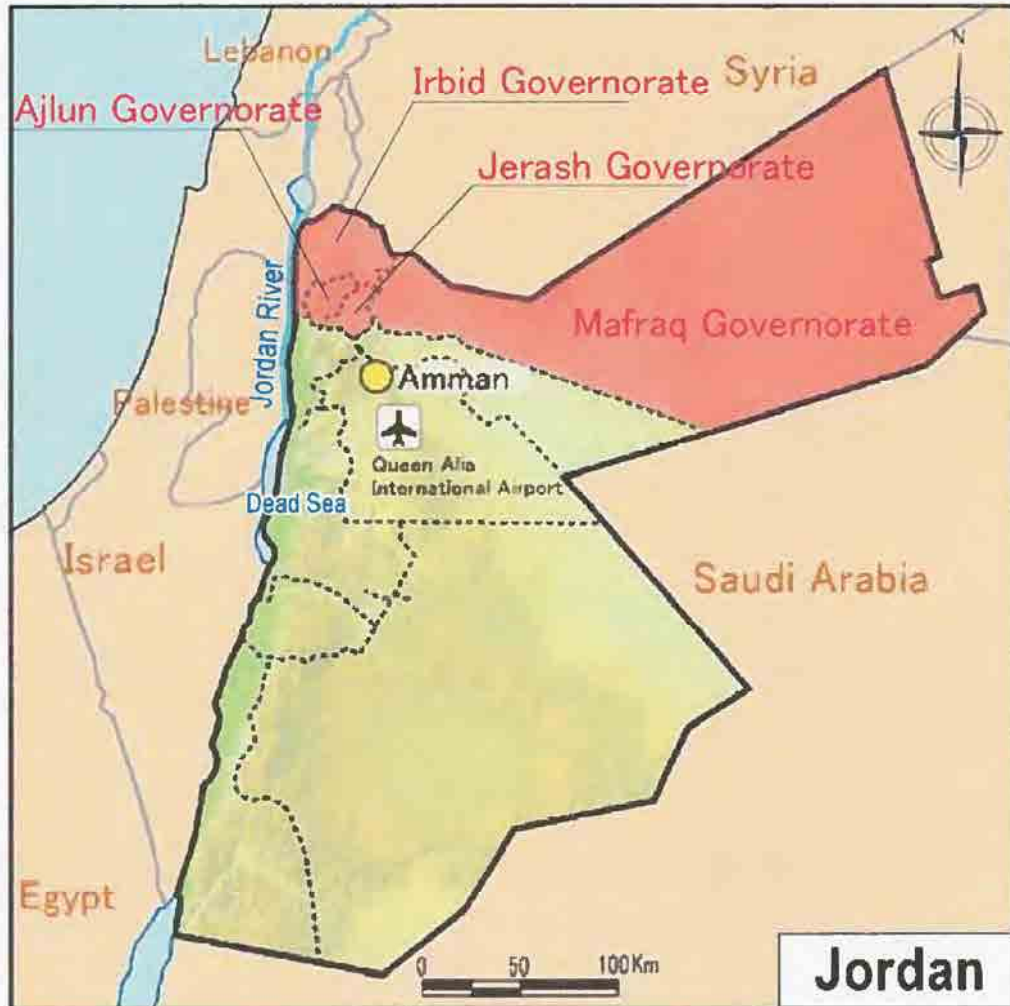 Lebanon
Irbid Governorate
Syria
N
Ajlun Governorate
Jerash Governorate
Jordan River
Mafraq Governorate
Amman
Palestine
Queen Alia
International Airport
Dead Sea
Israel
Saudi Arabia
Egypt
0 50 100Km
Jordan